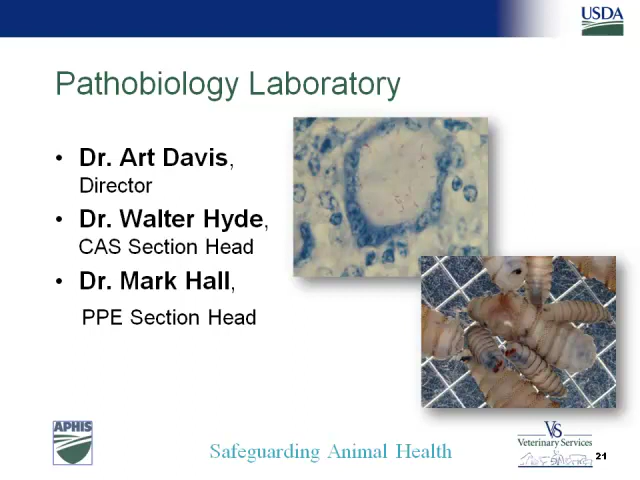 USDA
Pathobiology Laboratory
• Dr. Art Davis,
Director
• Dr. Walter Hyde,
CAS Section Head
• Dr. Mark Hall,
PPE Section Head
APHIS
Safeguarding Animal Health
VS
Veterinary Services
21